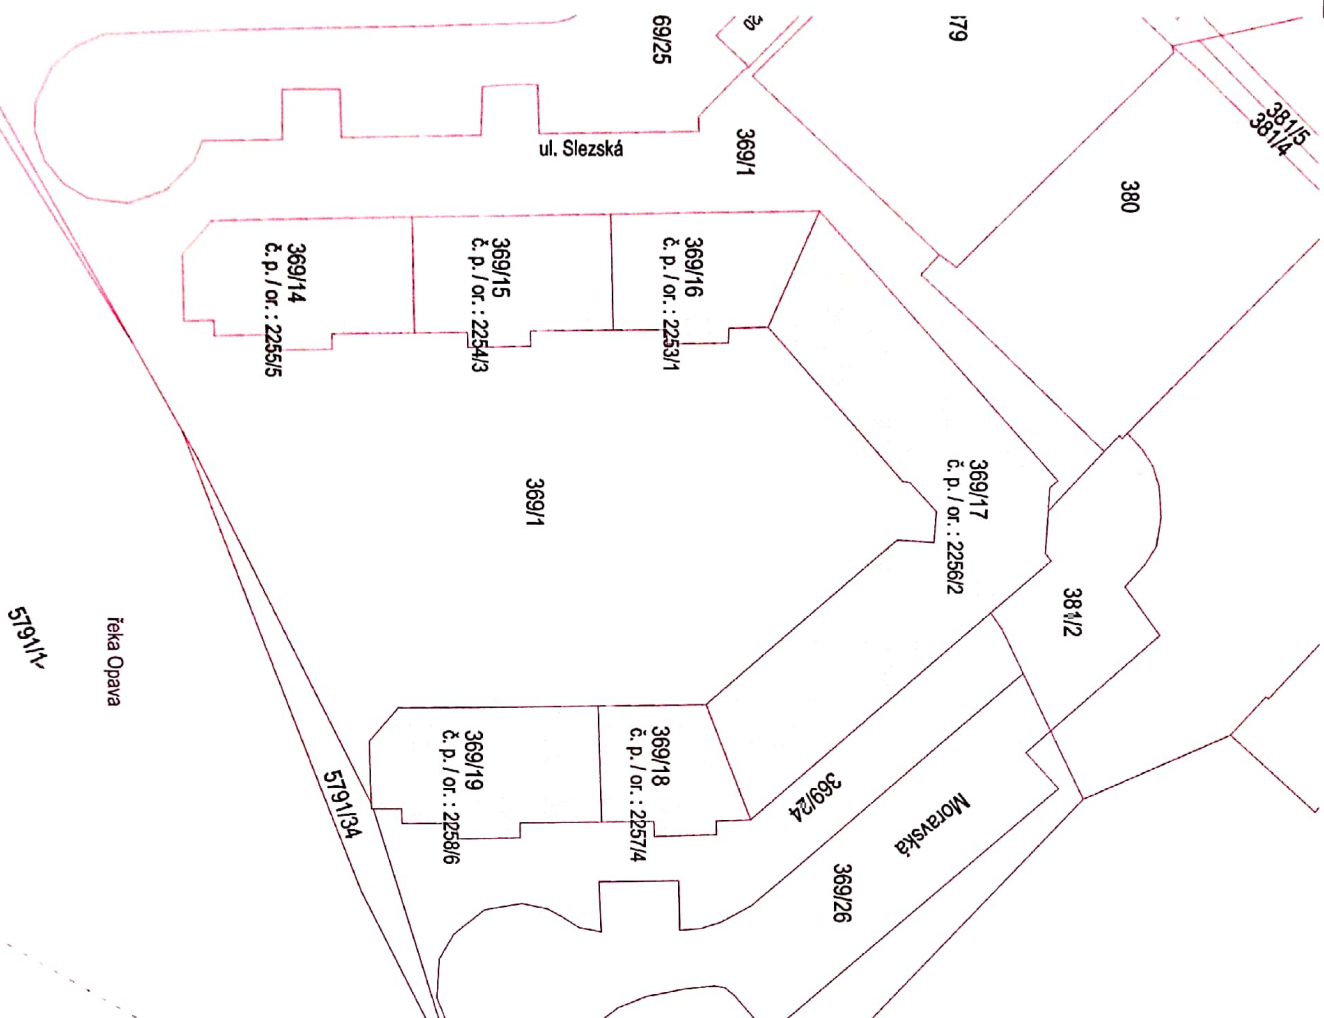 69/25
379
381/5
381/4
369/1
ul. Slezská
380
369/14
č. p. / or. : 2255/5
369/15
č. p. / or. : 2254/3
369/16
č. p. / or. : 2253/1
369/17
č. p. / or. : 2256/2
369/1
381/2
řeka Opava
5791/1
5791/34
369/19
č. p. / or. : 2258/6
369/18
č. p. / or. : 2257/4
369/24
Moravská
369/26